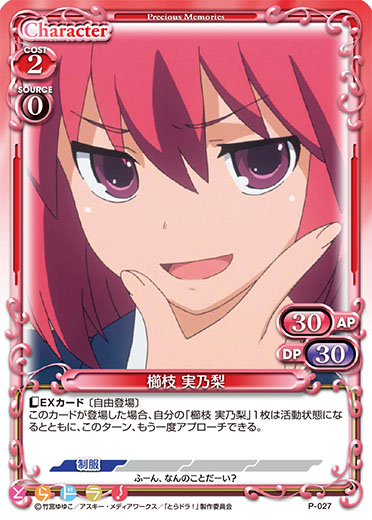 Precious Memories
Character
COST
2
SOURCE
0
30 AP
DP 30
櫛枝 実乃梨
EXカード〔自由登場〕
このカードが登場した場合、自分の「櫛枝 実乃梨」1枚は活動状態になるとともに、このターン、もう一度アプローチできる。
制服
ふーん、なんのことだーい?
とらドラ!
©竹宮ゆゆこ/アスキー・メディアワークス/「とらドラ!」製作委員会
P-027